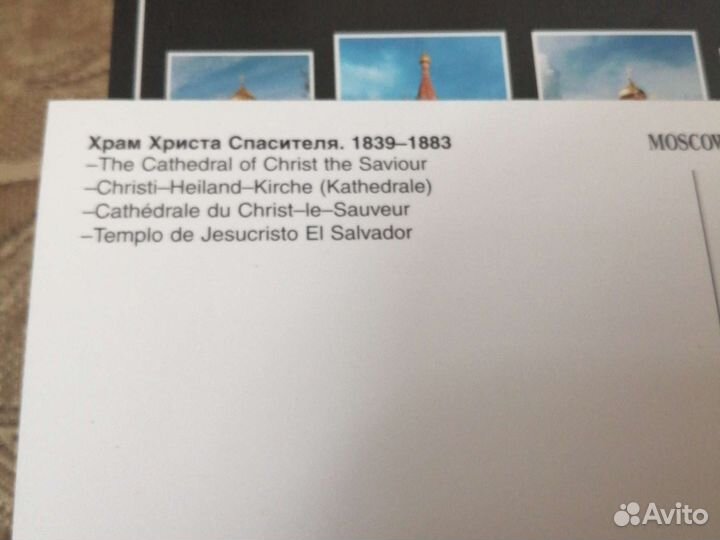 Храм Христа Спасителя. 1839–1883
–The Cathedral of Christ the Saviour
–Christi–Heiland–Kirche (Kathedrale)
–Cathédrale du Christ–le–Sauveur
–Templo de Jesucristo El Salvador
MOSCOW
Avito